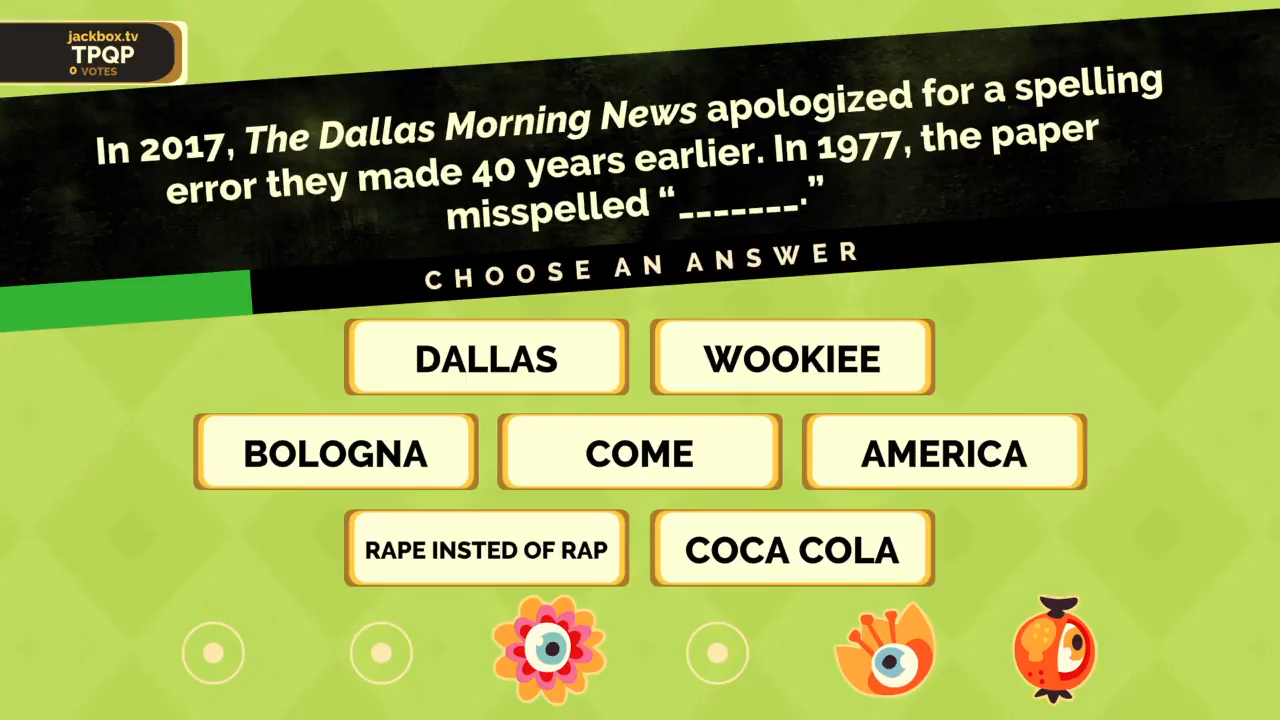 jackbox.tv
TPQP
0 VOTES
In 2017, The Dallas Morning News apologized for a spelling
error they made 40 years earlier. In 1977, the paper
misspelled “_______.”
CHOOSE AN ANSWER
DALLAS
WOOKIEE
BOLOGNA
COME
AMERICA
RAPE INSTED OF RAP
COCA COLA